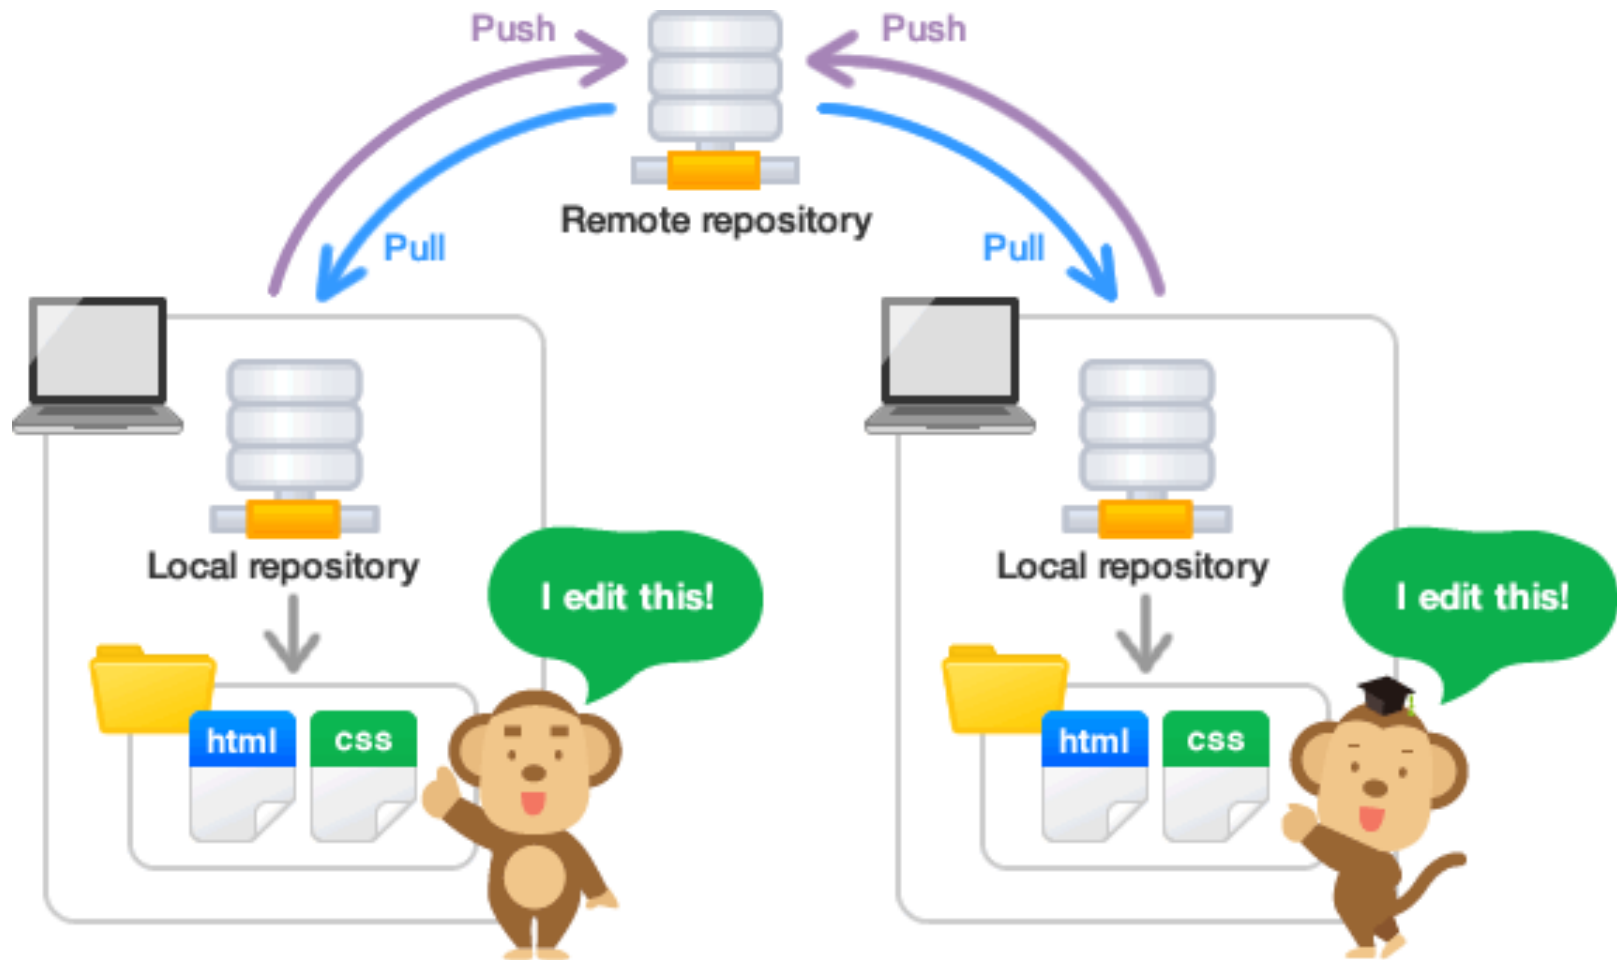 Push
Push
Remote repository
Pull
Pull
Local repository
Local repository
I edit this!
I edit this!
html
css
html
css